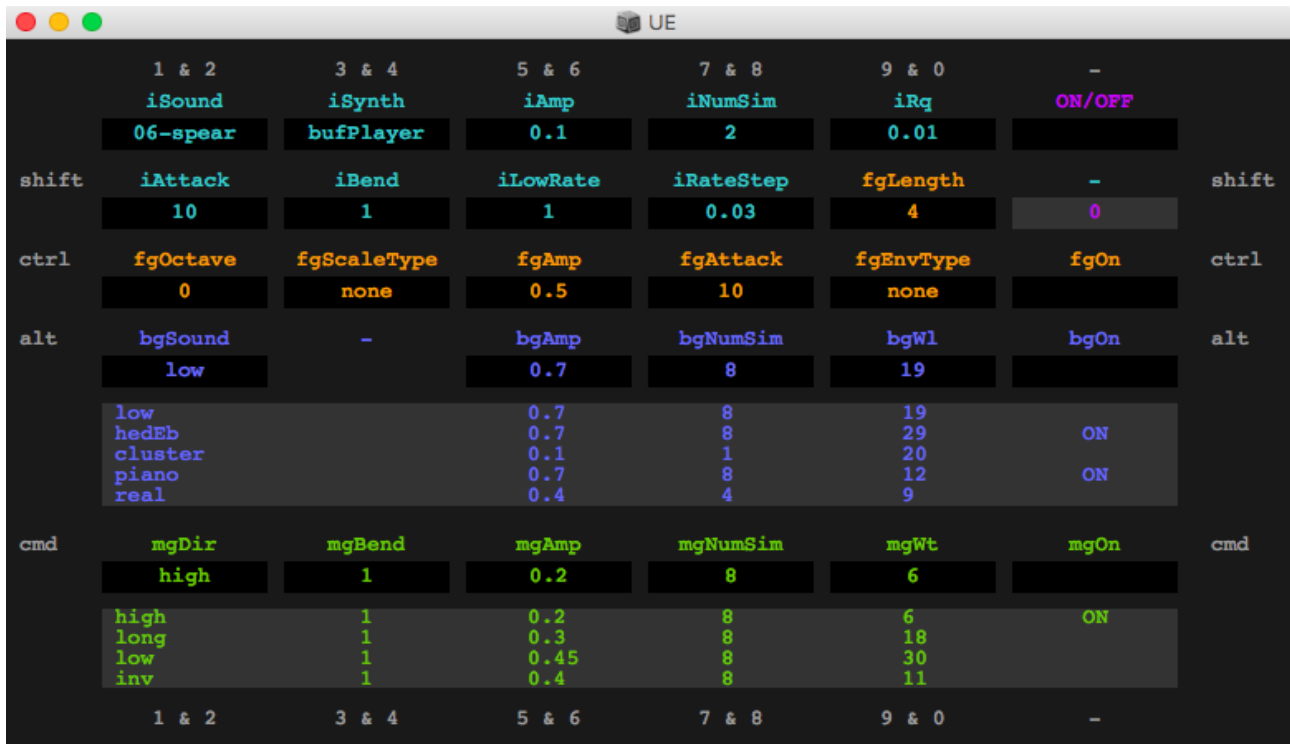 UE
1 & 2 3 & 4 5 & 6 7 & 8 9 & 0 -
iSound iSynth iAmp iNumSim iRq ON/OFF
06-spear bufPlayer 0.1 2 0.01
shift iAttack iBend iLowRate iRateStep fgLength - shift
10 1 1 0.03 4 0
ctrl fgOctave fgScaleType fgAmp fgAttack fgEnvType fgOn ctrl
0 none 0.5 10 none
alt bgSound - bgAmp bgNumSim bgWl bgOn alt
low 0.7 8 19
low 0.7 8 19
hedEb 0.7 8 29 ON
cluster 0.1 1 20
piano 0.7 8 12 ON
real 0.4 4 9
cmd mgDir mgBend mgAmp mgNumSim mgWt mgOn cmd
high 1 0.2 8 6
high 1 0.2 8 6 ON
long 1 0.3 8 18
low 1 0.45 8 30
inv 1 0.4 8 11
1 & 2 3 & 4 5 & 6 7 & 8 9 & 0 -